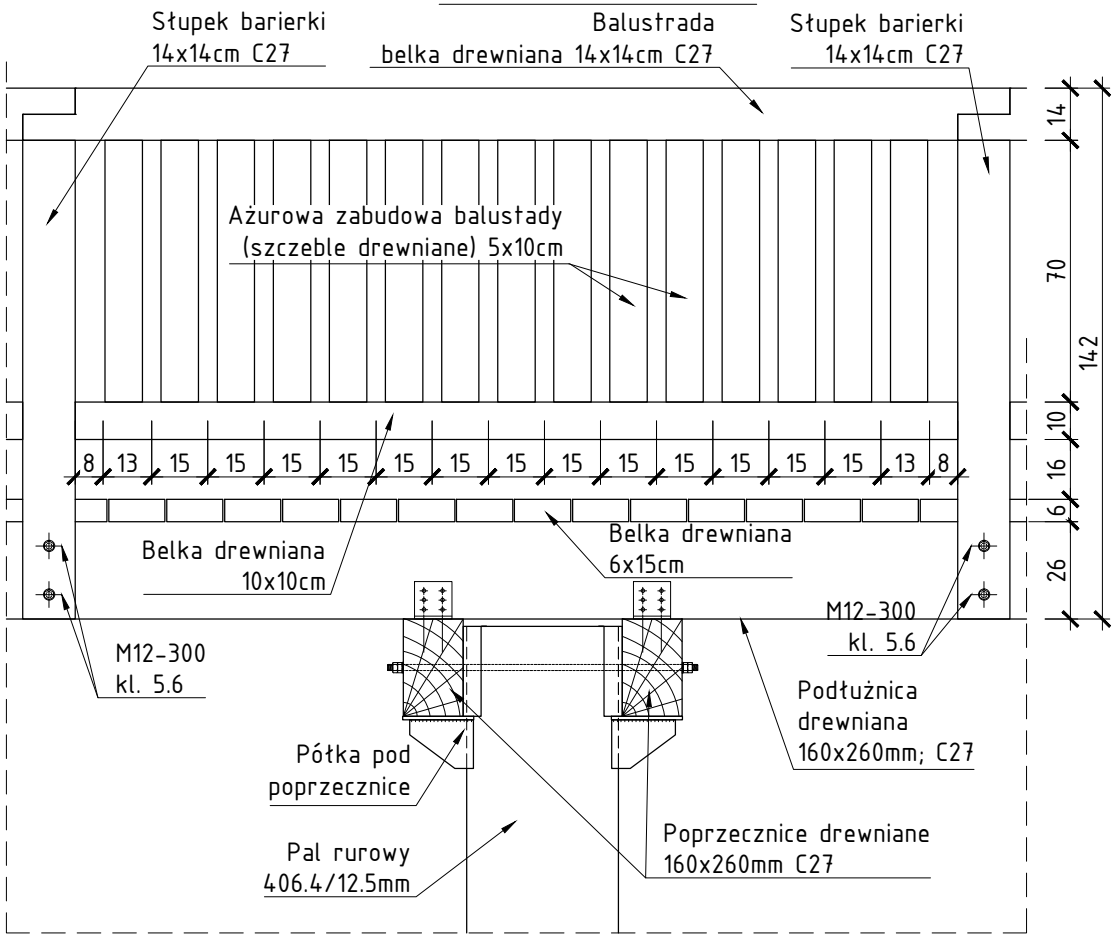 Słupek barierki
14x14cm C27
Balustrada
belka drewniana 14x14cm C27
Słupek barierki
14x14cm C27
14
Ażurowa zabudowa balustady
(szczeble drewniane) 5x10cm
70
142
10
16
6
26
8 13 15 15 15 15 15 15 15 15 15 15 15 15 15 13 8
Belka drewniana
10x10cm
Belka drewniana
6x15cm
M12-300
kl. 5.6
M12-300
kl. 5.6
Podłużnica
drewniana
160x260mm; C27
Półka pod
poprzecznice
Pal rurowy
406.4/12.5mm
Poprzecznice drewniane
160x260mm C27